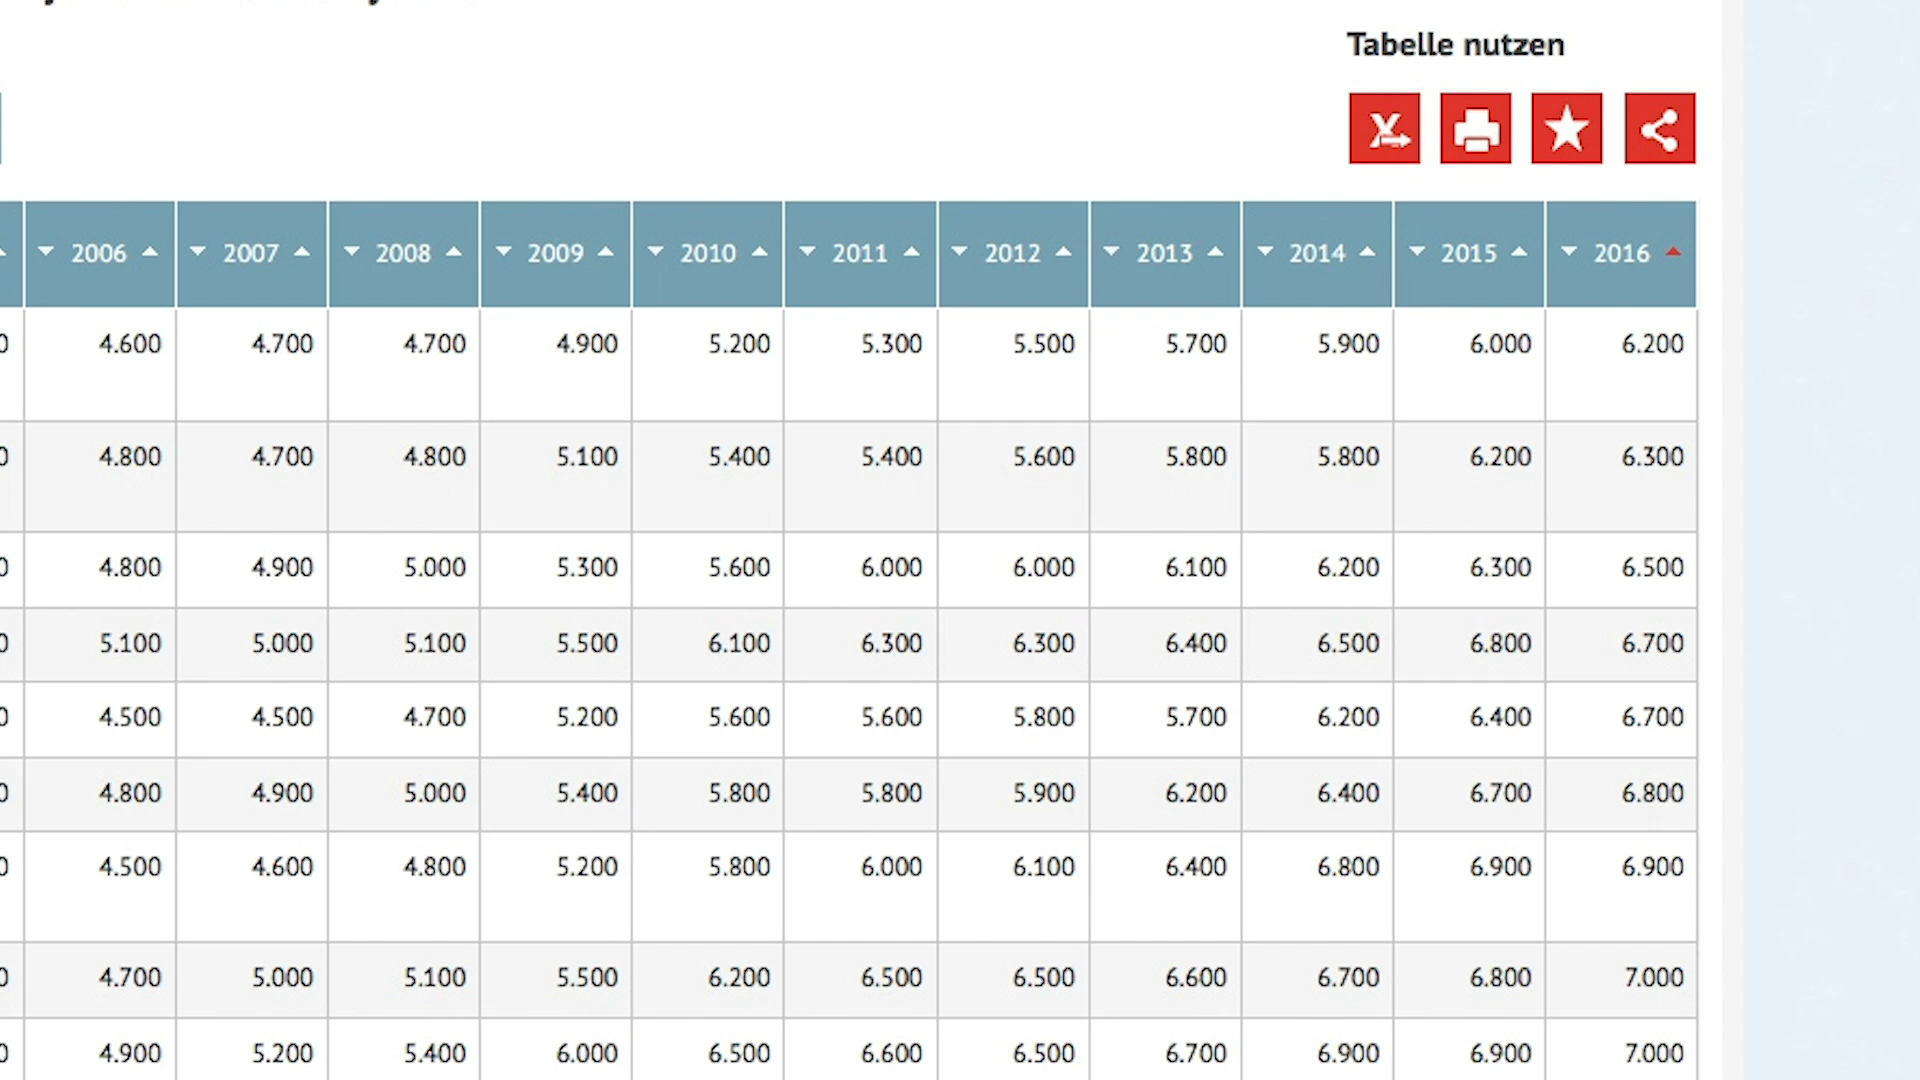 Tabelle nutzen
2006 2007 2008 2009 2010 2011 2012 2013 2014 2015 2016
0 4.600 4.700 4.700 4.900 5.200 5.300 5.500 5.700 5.900 6.000 6.200
0 4.800 4.700 4.800 5.100 5.400 5.400 5.600 5.800 5.800 6.200 6.300
0 4.800 4.900 5.000 5.300 5.600 6.000 6.000 6.100 6.200 6.300 6.500
0 5.100 5.000 5.100 5.500 6.100 6.300 6.300 6.400 6.500 6.800 6.700
0 4.500 4.500 4.700 5.200 5.600 5.600 5.800 5.700 6.200 6.400 6.700
0 4.800 4.900 5.000 5.400 5.800 5.800 5.900 6.200 6.400 6.700 6.800
0 4.500 4.600 4.800 5.200 5.800 6.000 6.100 6.400 6.800 6.900 6.900
0 4.700 5.000 5.100 5.500 6.200 6.500 6.500 6.600 6.700 6.800 7.000
0 4.900 5.200 5.400 6.000 6.500 6.600 6.500 6.700 6.900 6.900 7.000